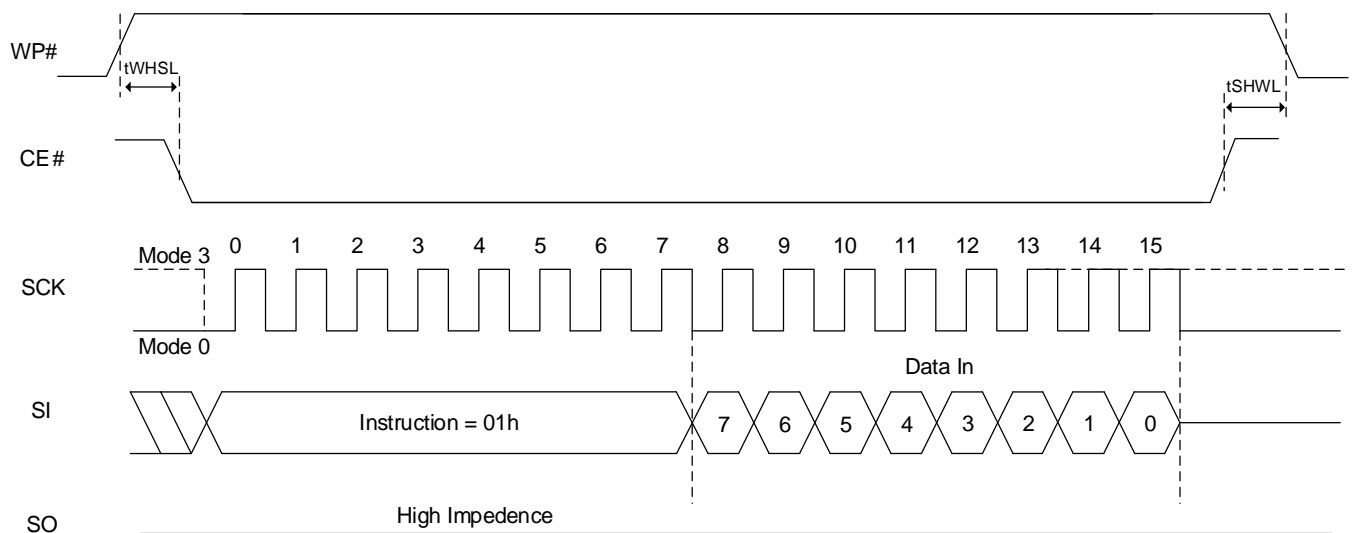 WP#
tWHSL
tSHWL
CE#
0 1 2 3 4 5 6 7 8 9 10 11 12 13 14 15
Mode 3
SCK
Mode 0
Data In
SI
Instruction = 01h
7 6 5 4 3 2 1 0
High Impedence
SO